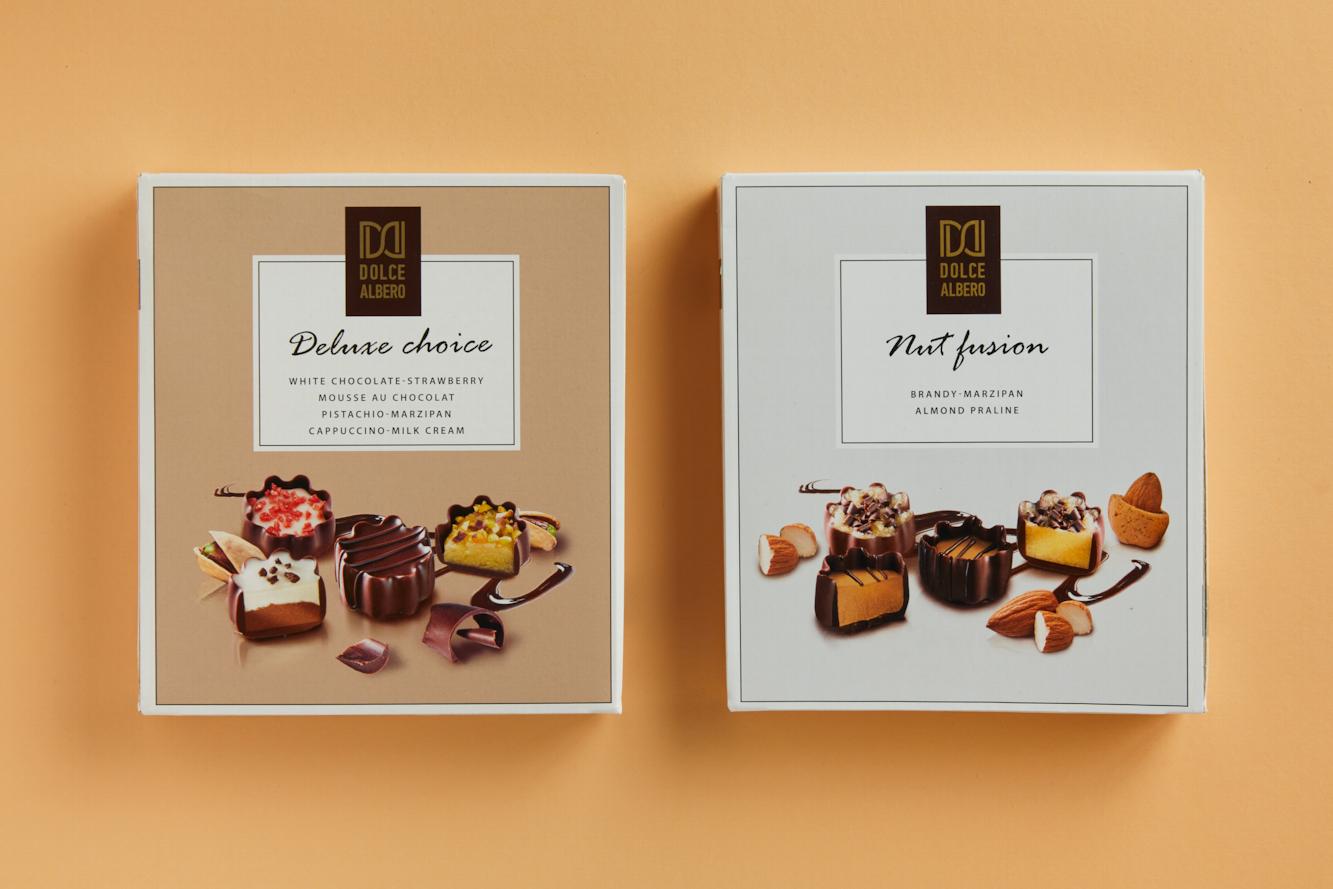 DOLCE
ALBERO
Deluxe choice
WHITE CHOCOLATE-STRAWBERRY
MOUSSE AU CHOCOLAT
PISTACHIO-MARZIPAN
CAPPUCCINO-MILK CREAM
DOLCE
ALBERO
Nut fusion
BRANDY-MARZIPAN
ALMOND PRALINE